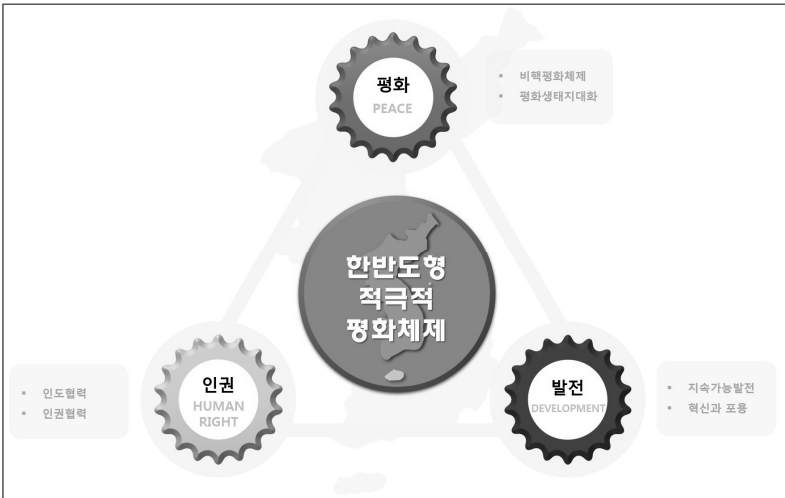 평화
PEACE
▪ 비핵평화체제
▪ 평화생태지대화
한반도형
적극적
평화체제
인권
HUMAN
RIGHT
▪ 인도협력
▪ 인권협력
발전
DEVELOPMENT
▪ 지속가능발전
▪ 혁신과 포용